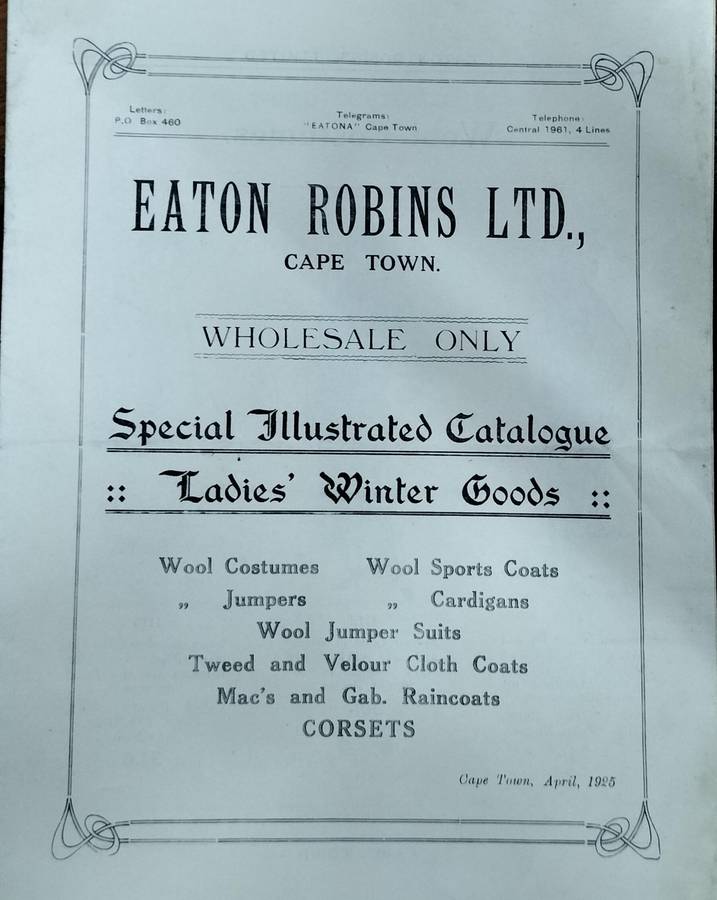 Letters:
P.O Box 460
Telegrams:
"EATONA" Cape Town
Telephone:
Central 1961, 4 Lines
EATON ROBINS LTD.,
CAPE TOWN.
WHOLESALE ONLY
Special Illustrated Catalogue
:: Ladies' Winter Goods ::
Wool Costumes Wool Sports Coats
„ Jumpers „ Cardigans
Wool Jumper Suits
Tweed and Velour Cloth Coats
Mac's and Gab. Raincoats
CORSETS
Cape Town, April, 1925